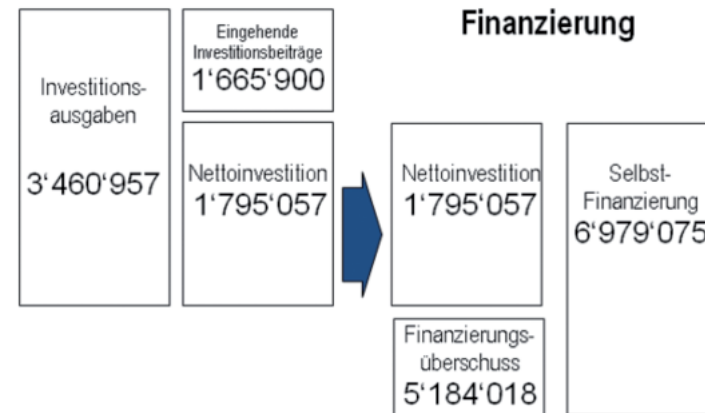 Finanzierung
Investitions-
ausgaben
3‘460‘957
Eingehende
Investitionsbeiträge
1‘665‘900
Nettoinvestition
1‘795‘057
Nettoinvestition
1‘795‘057
Finanzierungs-
überschuss
5‘184‘018
Selbst-
Finanzierung
6‘979‘075